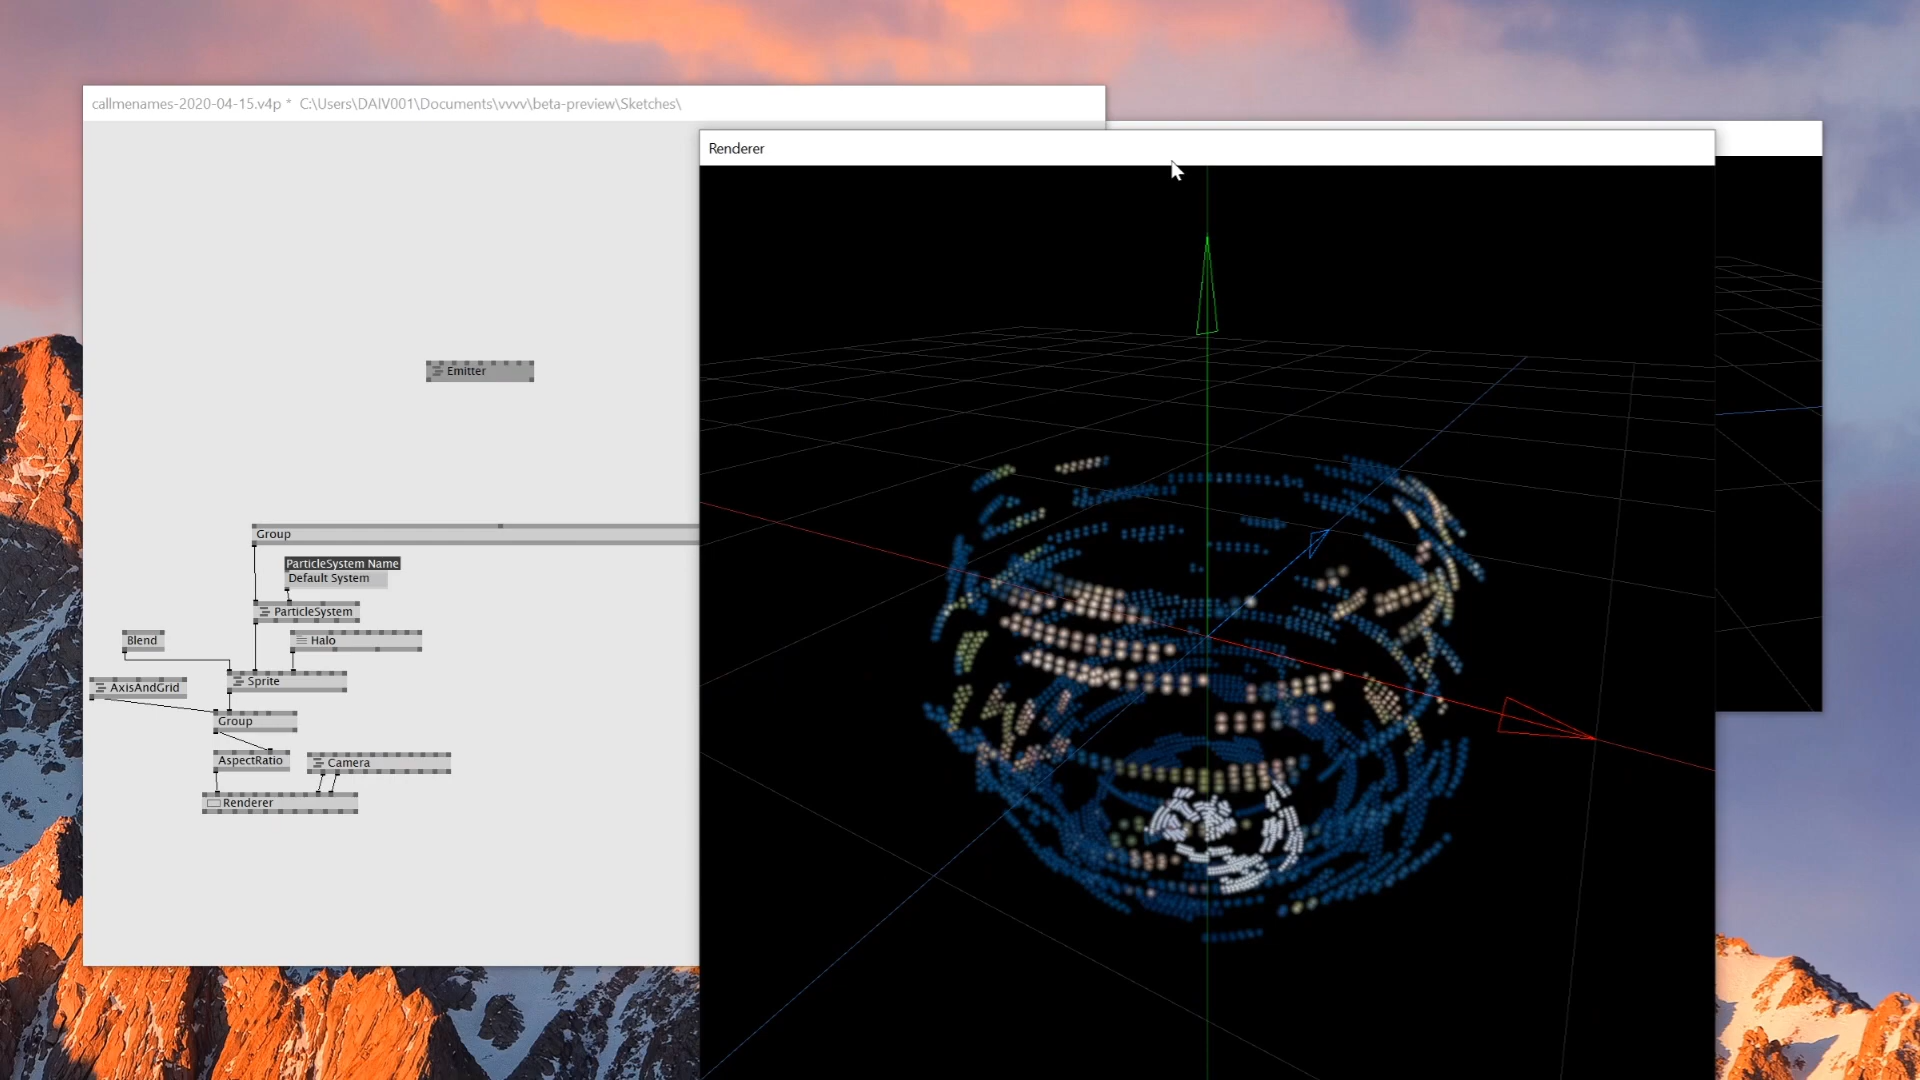 callmenames-2020-04-15.v4p *  C:\Users\DAIV001\Documents\vvvv\beta-preview\Sketches\
Renderer
Emitter
Group
ParticleSystem Name
Default System
ParticleSystem
Blend
Halo
Sprite
AxisAndGrid
Group
AspectRatio
Camera
Renderer